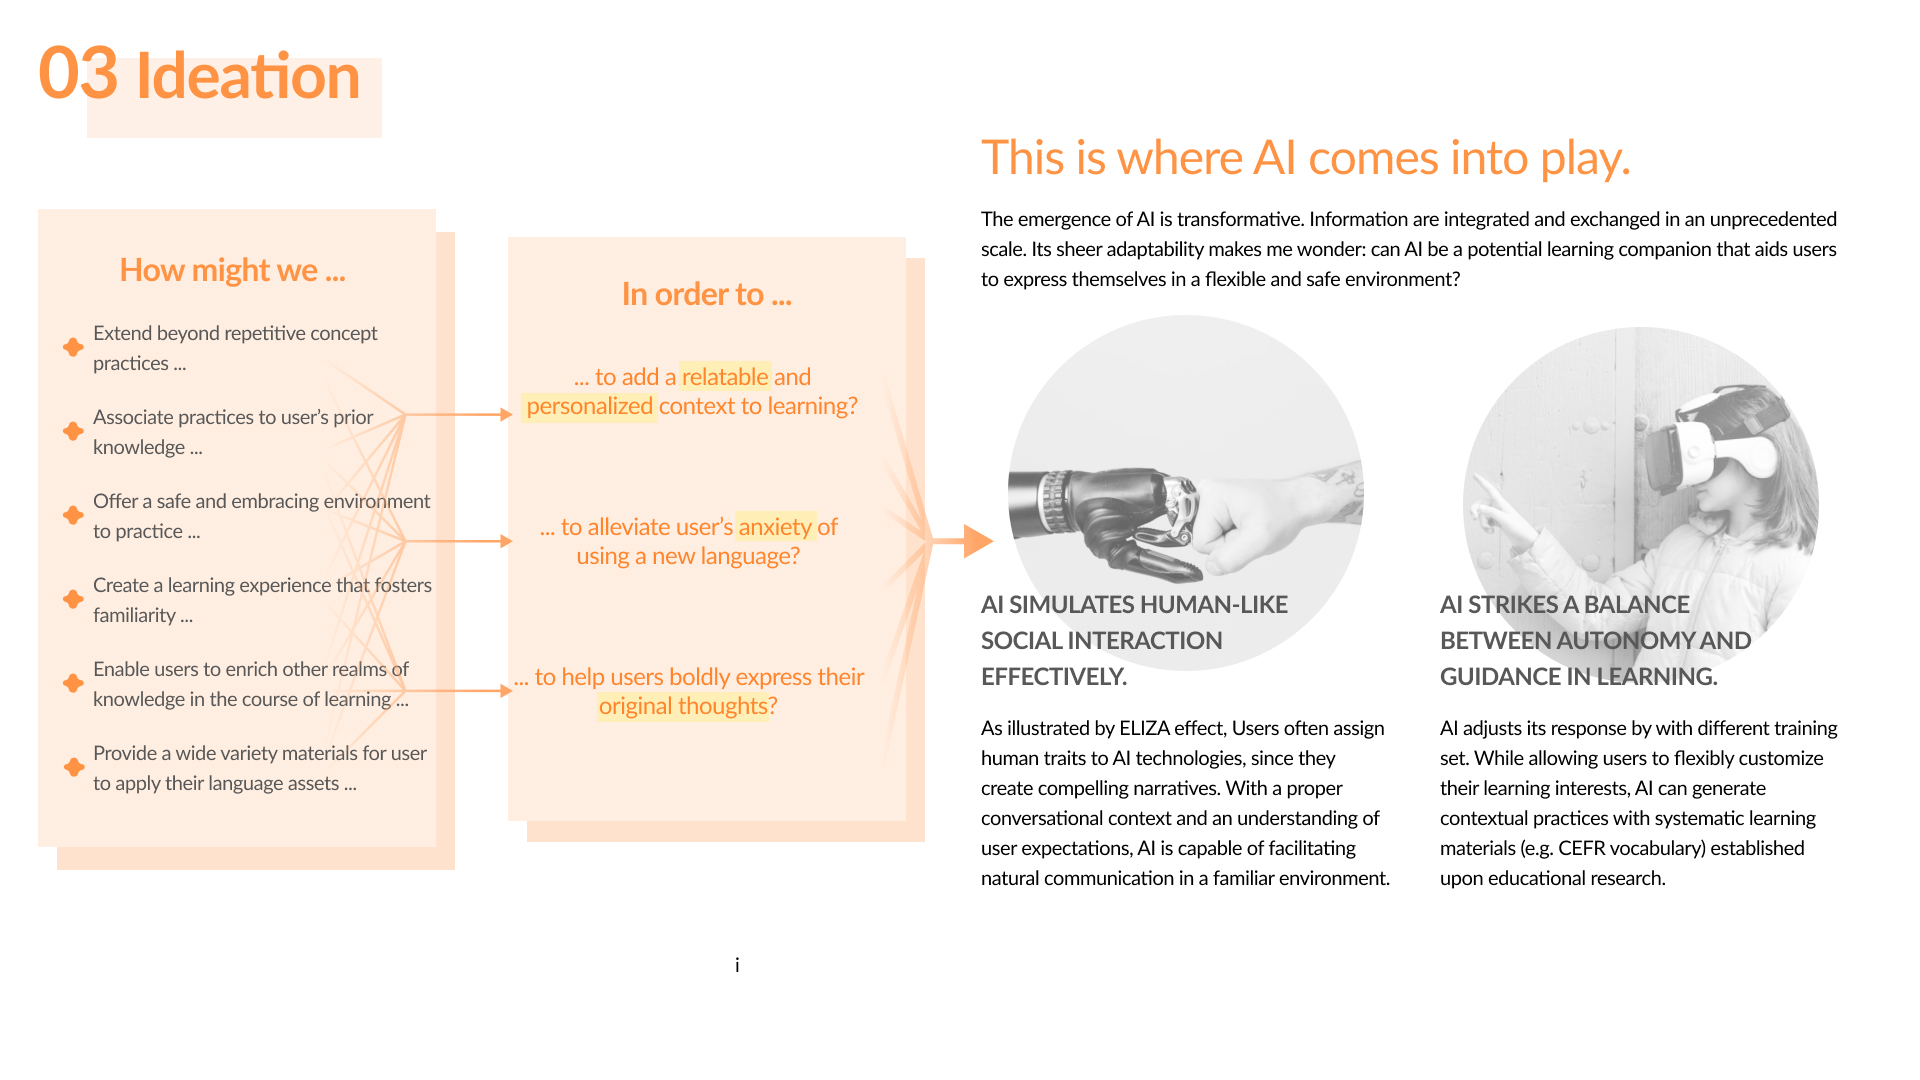 03 Ideation
How might we ...
Extend beyond repetitive concept
practices ...
Associate practices to user's prior
knowledge ...
Offer a safe and embracing environment
to practice ...
Create a learning experience that fosters
familiarity ...
Enable users to enrich other realms of
knowledge in the course of learning ...
Provide a wide variety materials for user
to apply their language assets ...
In order to ...
... to add a relatable and
personalized context to learning?
... to alleviate user's anxiety of
using a new language?
... to help users boldly express their
original thoughts?
This is where AI comes into play.
The emergence of AI is transformative. Information are integrated and exchanged in an unprecedented
scale. Its sheer adaptability makes me wonder: can AI be a potential learning companion that aids users
to express themselves in a flexible and safe environment?
AI SIMULATES HUMAN-LIKE
SOCIAL INTERACTION
EFFECTIVELY.
As illustrated by ELIZA effect, Users often assign
human traits to AI technologies, since they
create compelling narratives. With a proper
conversational context and an understanding of
user expectations, AI is capable of facilitating
natural communication in a familiar environment.
AI STRIKES A BALANCE
BETWEEN AUTONOMY AND
GUIDANCE IN LEARNING.
AI adjusts its response by with different training
set. While allowing users to flexibly customize
their learning interests, AI can generate
contextual practices with systematic learning
materials (e.g. CEFR vocabulary) established
upon educational research.
i